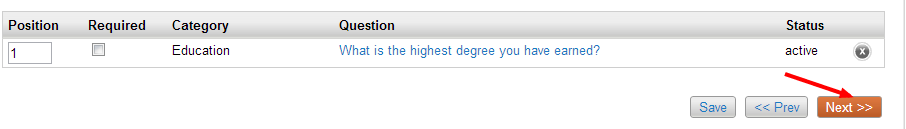 Position Required Category Question Status
1 Education What is the highest degree you have earned? active
Save << Prev Next >>